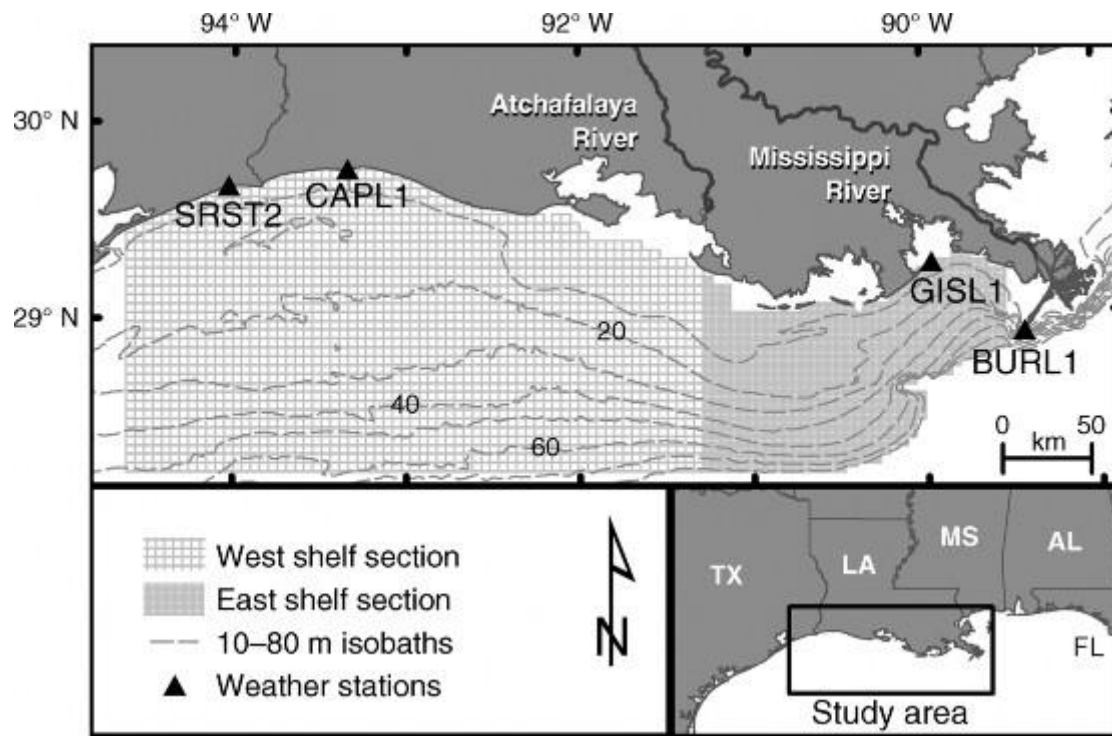 94° W 92° W 90° W
30° N
29° N
Atchafalaya
River
Mississippi
River
SRST2
CAPL1
GISL1
BURL1
20
40
60
0 50
km
West shelf section
East shelf section
10–80 m isobaths
Weather stations
N
TX
LA
MS
AL
FL
Study area